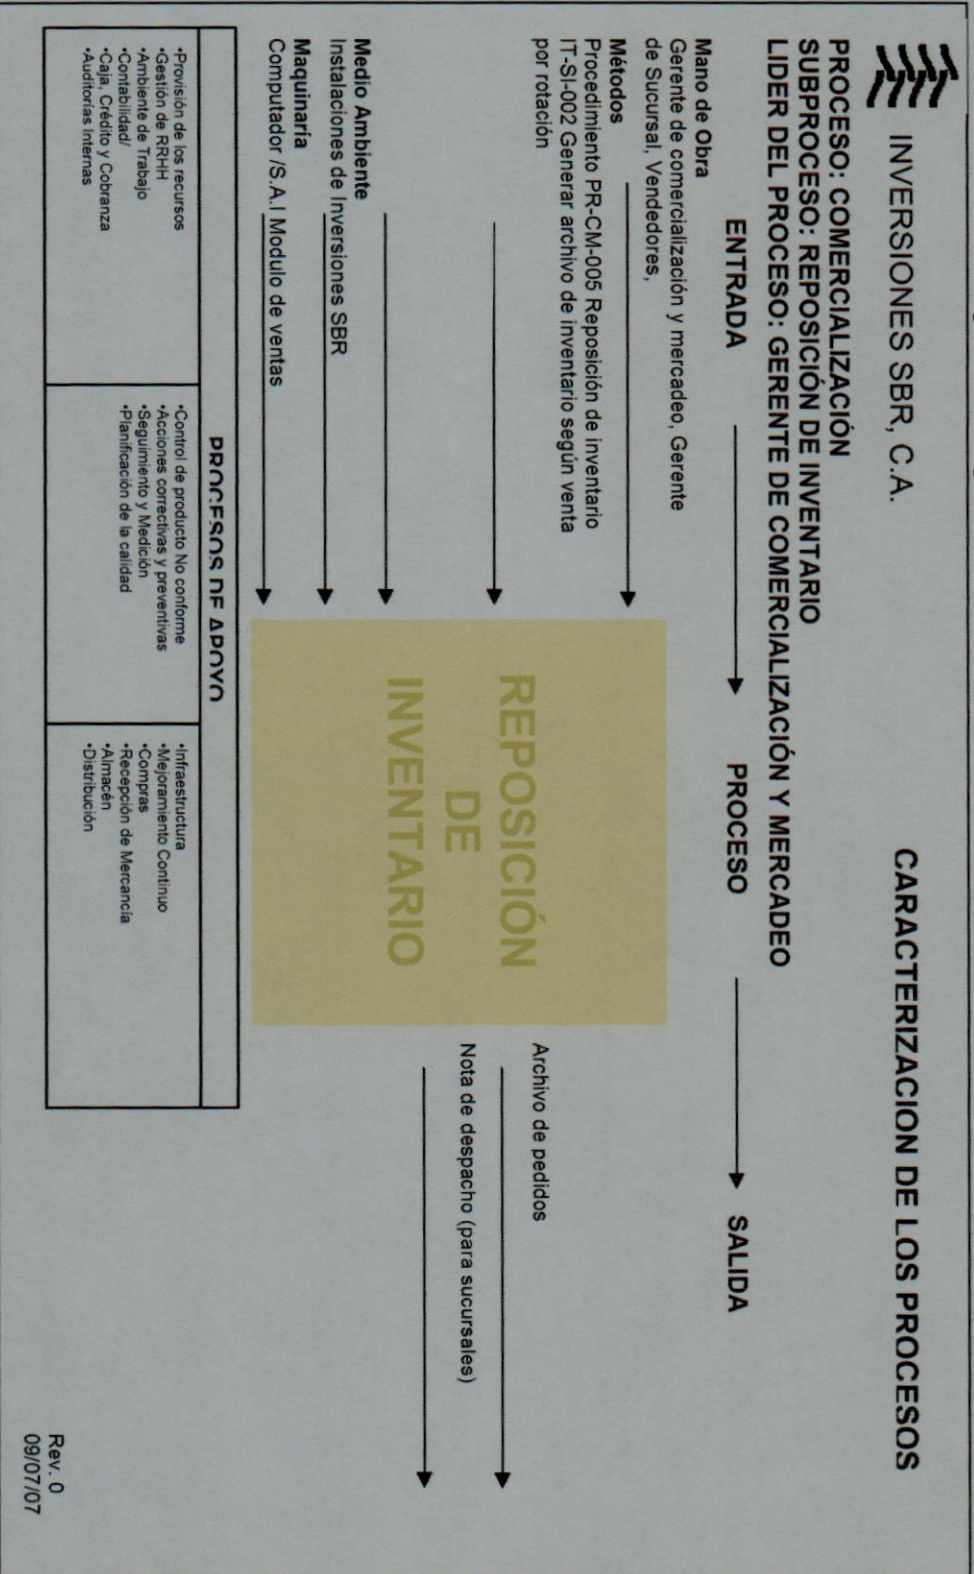 INVERSIONES SBR, C.A.
CARACTERIZACION DE LOS PROCESOS
PROCESO: COMERCIALIZACIÓN
SUBPROCESO: REPOSICIÓN DE INVENTARIO
LIDER DEL PROCESO: GERENTE DE COMERCIALIZACIÓN Y MERCADEO
ENTRADA
PROCESO
SALIDA
Mano de Obra
Gerente de comercialización y mercadeo, Gerente
de Sucursal, Vendedores,
Métodos
Procedimiento PR-CM-005 Reposición de inventario
IT-SI-002 Generar archivo de inventario según venta
por rotación
Medio Ambiente
Instalaciones de Inversiones SBR
Maquinaría
Computador /S.A.I Modulo de ventas
REPOSICIÓN
DE
INVENTARIO
Archivo de pedidos
Nota de despacho (para sucursales)
PROCESOS DE APOYO
•Provisión de los recursos
•Gestión de RRHH
•Ambiente de Trabajo
•Contabilidad/
•Caja, Crédito y Cobranza
•Auditorías Internas
•Control de producto No conforme
•Acciones correctivas y preventivas
•Seguimiento y Medición
•Planificación de la calidad
•Infraestructura
•Mejoramiento Continuo
•Compras
•Recepción de Mercancía
•Almacén
•Distribución
Rev. 0
09/07/07